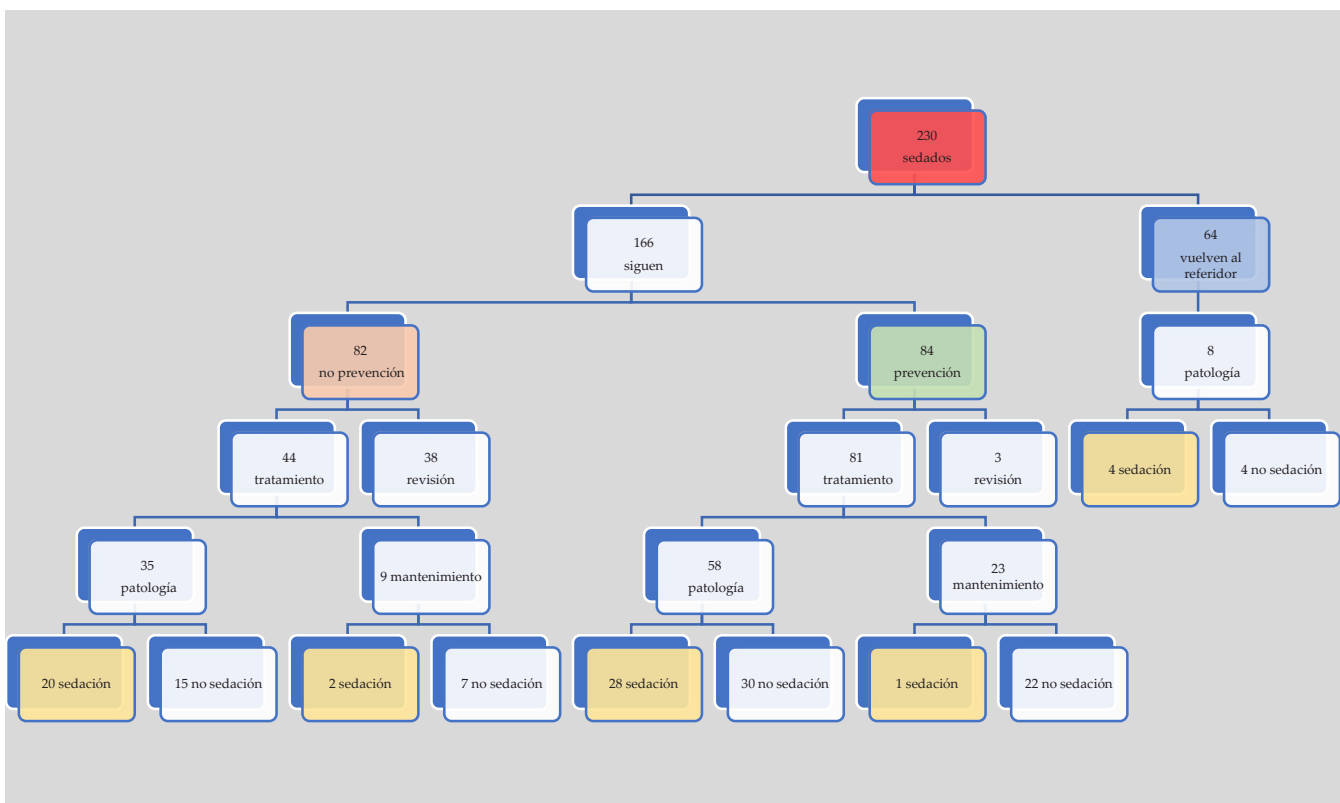 230
sedados
166
siguen
64
vuelven al
referidor
82
no prevención
84
prevención
8
patología
44
tratamiento
38
revisión
81
tratamiento
3
revisión
4 sedación
4 no sedación
35
patología
9 mantenimiento
58
patología
23
mantenimiento
20 sedación
15 no sedación
2 sedación
7 no sedación
28 sedación
30 no sedación
1 sedación
22 no sedación